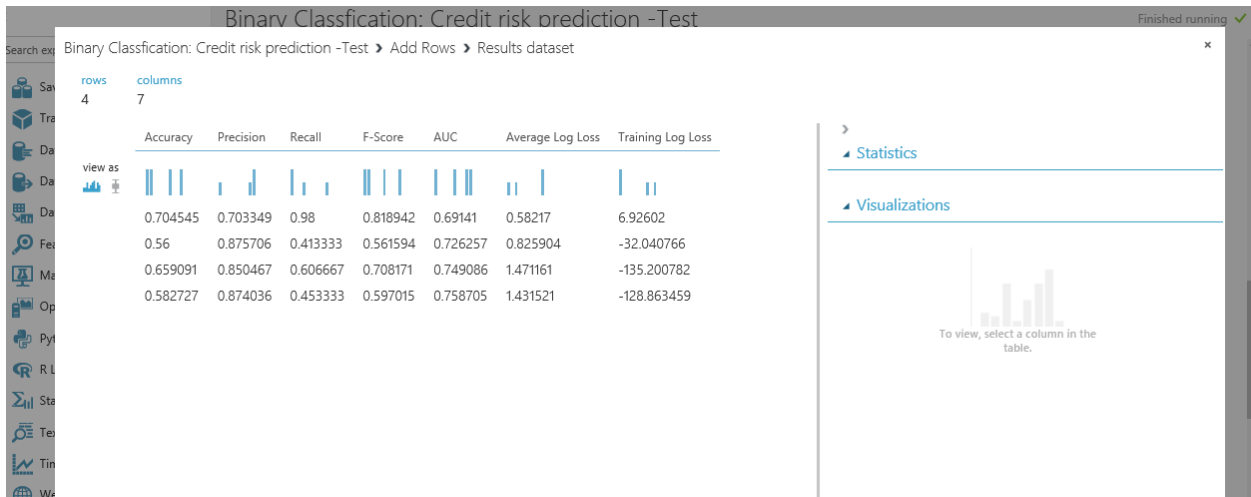 Binary Classfication: Credit risk prediction -Test
Finished running
Search exp
Binary Classfication: Credit risk prediction -Test > Add Rows > Results dataset
×
rows columns
4 7
Accuracy Precision Recall F-Score AUC Average Log Loss Training Log Loss
view as
0.704545 0.703349 0.98 0.818942 0.69141 0.58217 6.92602
0.56 0.875706 0.413333 0.561594 0.726257 0.825904 -32.040766
0.659091 0.850467 0.606667 0.708171 0.749086 1.471161 -135.200782
0.582727 0.874036 0.453333 0.597015 0.758705 1.431521 -128.863459
Statistics
Visualizations
To view, select a column in the
table.
Sav
Tra
Da
Da
Da
Fea
Ma
Op
Pyt
R L
Sta
Tex
Tim
We